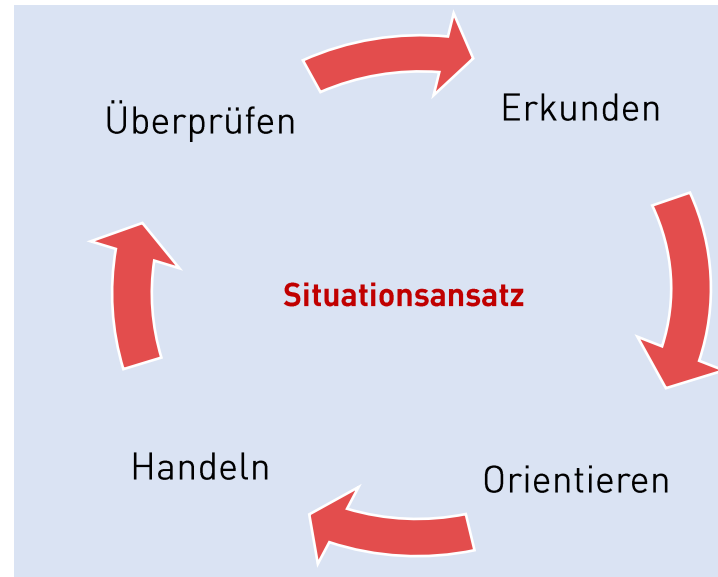 Überprüfen
Erkunden
Situationsansatz
Handeln
Orientieren